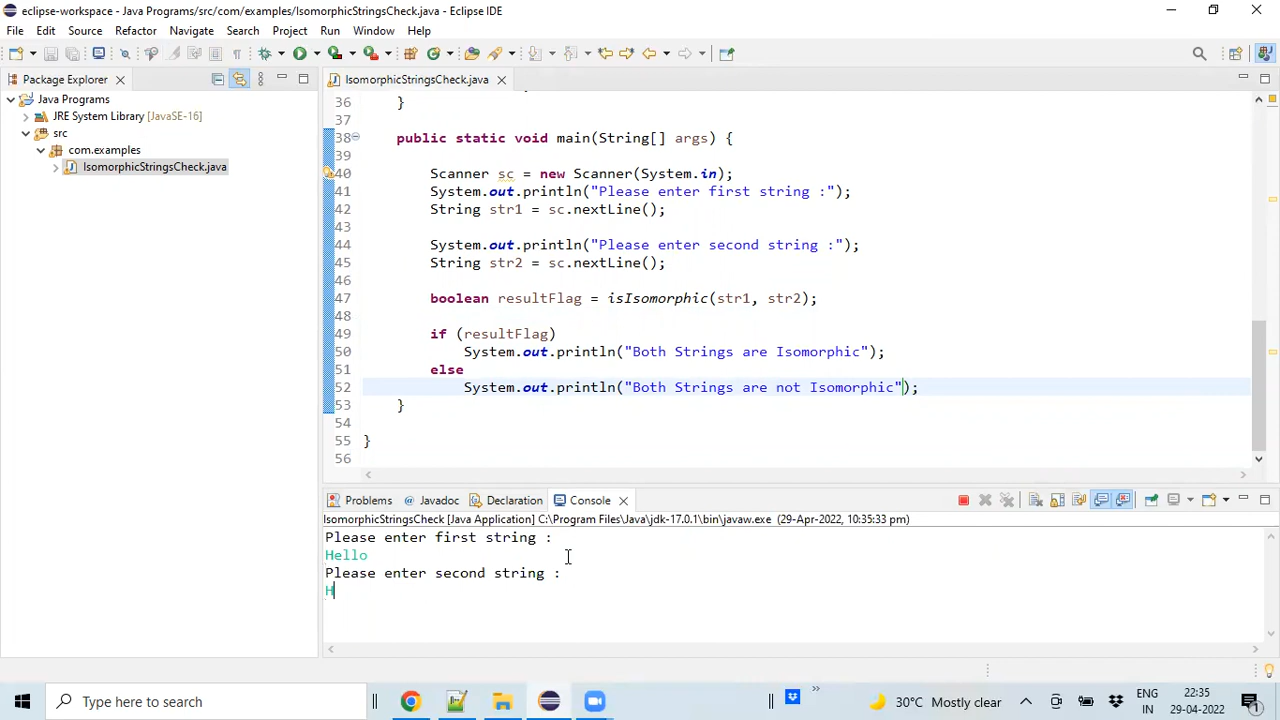 eclipse-workspace - Java Programs/src/com/examples/IsomorphicStringsCheck.java - Eclipse IDE
File Edit Source Refactor Navigate Search Project Run Window Help
Package Explorer
Java Programs
JRE System Library [JavaSE-16]
src
com.examples
IsomorphicStringsCheck.java
IsomorphicStringsCheck.java
36 }
37
38 public static void main(String[] args) {
39
40 Scanner sc = new Scanner(System.in);
41 System.out.println("Please enter first string :");
42 String str1 = sc.nextLine();
43
44 System.out.println("Please enter second string :");
45 String str2 = sc.nextLine();
46
47 boolean resultFlag = isIsomorphic(str1, str2);
48
49 if (resultFlag)
50 System.out.println("Both Strings are Isomorphic");
51 else
52 System.out.println("Both Strings are not Isomorphic");
53 }
54
55 }
56
Problems Javadoc Declaration Console
IsomorphicStringsCheck [Java Application] C:\Program Files\Java\jdk-17.0.1\bin\javaw.exe (29-Apr-2022, 10:35:33 pm)
Please enter first string :
Hello
Please enter second string :
H
Type here to search
30°C Mostly clear
ENG
IN
22:35
29-04-2022
1